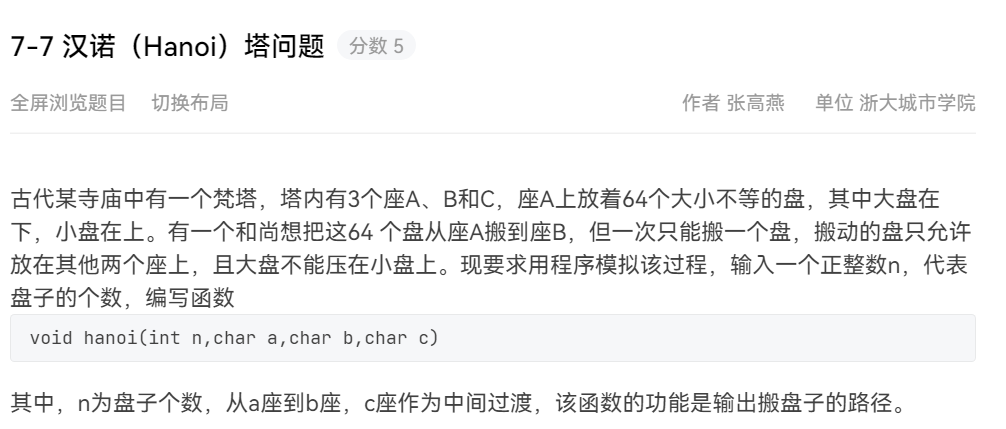 7-7 汉诺（Hanoi）塔问题 分数 5
全屏浏览题目 切换布局 作者 张高燕 单位 浙大城市学院
古代某寺庙中有一个梵塔，塔内有3个座A、B和C，座A上放着64个大小不等的盘，其中大盘在
下，小盘在上。有一个和尚想把这64 个盘从座A搬到座B，但一次只能搬一个盘，搬动的盘只允许
放在其他两个座上，且大盘不能压在小盘上。现要求用程序模拟该过程，输入一个正整数n，代表
盘子的个数，编写函数
void hanoi(int n,char a,char b,char c)
其中，n为盘子个数，从a座到b座，c座作为中间过渡，该函数的功能是输出搬盘子的路径。